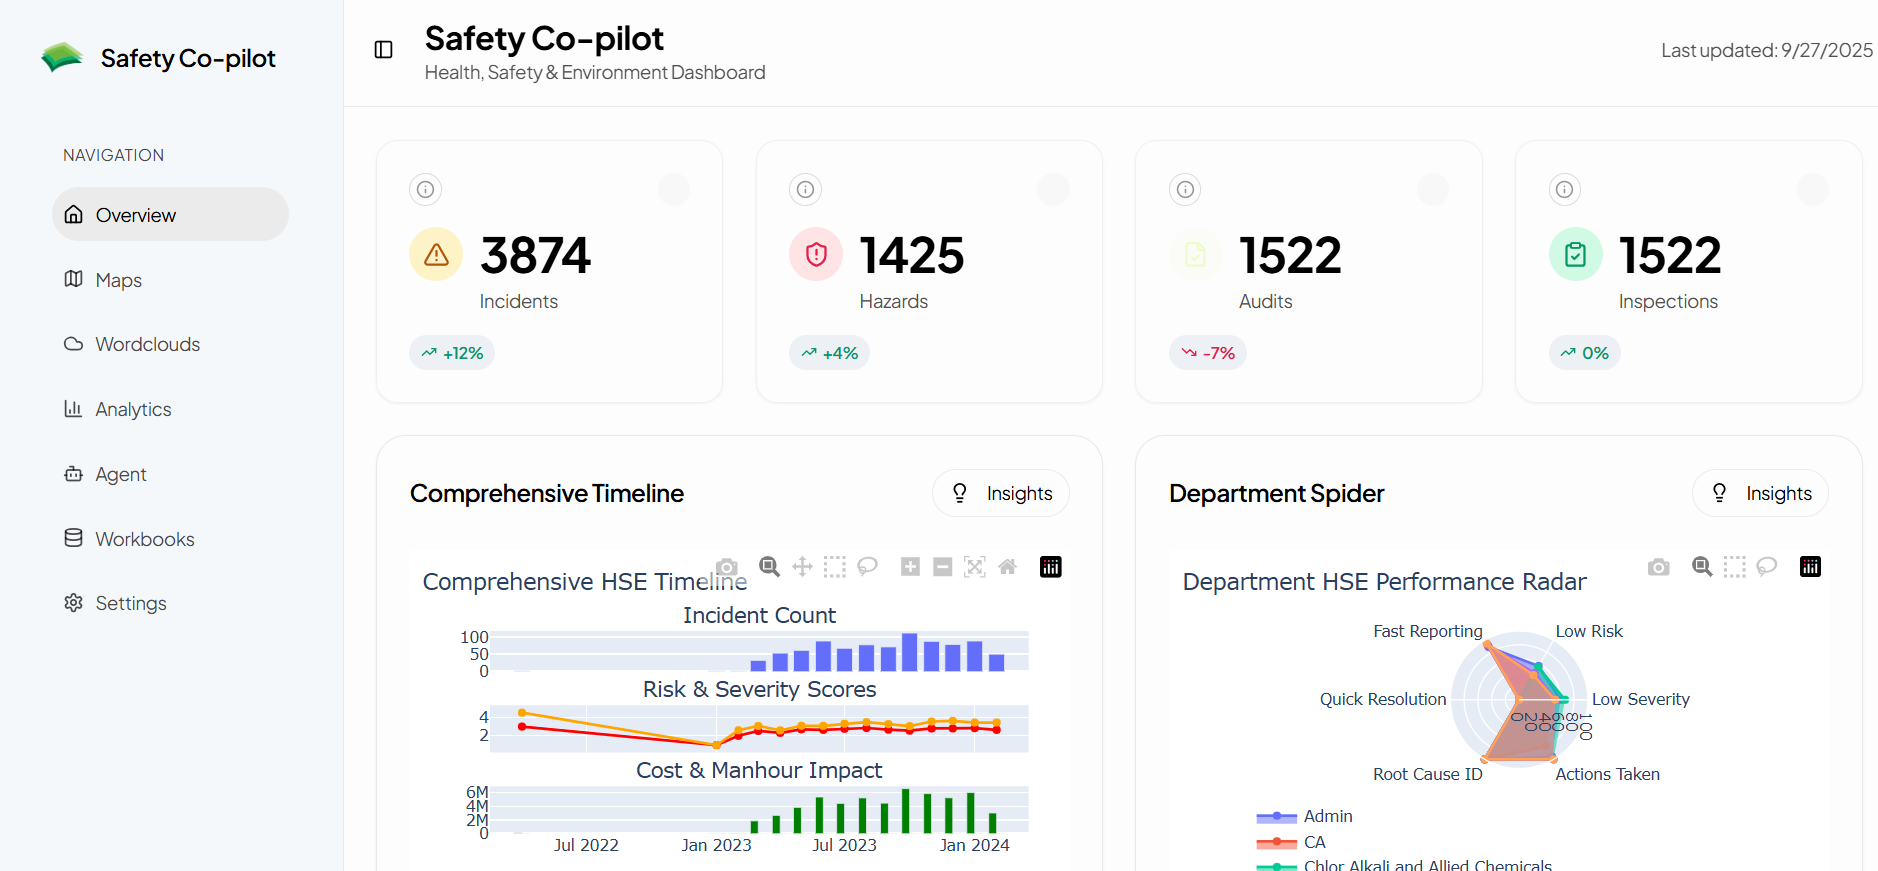 Safety Co-pilot
NAVIGATION
Overview
Maps
Wordclouds
Analytics
Agent
Workbooks
Settings
Safety Co-pilot
Health, Safety & Environment Dashboard
Last updated: 9/27/2025
3874
Incidents
+12%
1425
Hazards
+4%
1522
Audits
-7%
1522
Inspections
0%
Comprehensive Timeline
Insights
Comprehensive HSE Timeline
Incident Count
100
50
0
Risk & Severity Scores
4
2
Cost & Manhour Impact
6M
4M
2M
0
Jul 2022 Jan 2023 Jul 2023 Jan 2024
Department Spider
Insights
Department HSE Performance Radar
Fast Reporting Low Risk
Quick Resolution Low Severity
0 20 40 60 80 100
Root Cause ID Actions Taken
Admin
CA
Chlor Alkali and Allied Chemicals